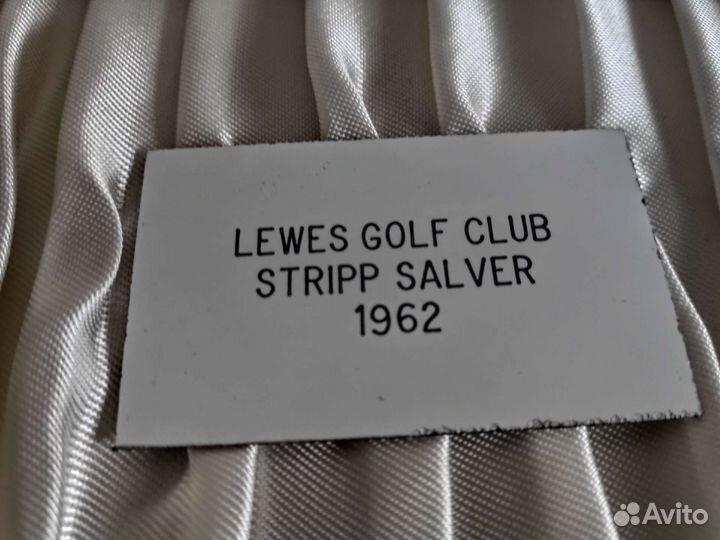 LEWES GOLF CLUB
STRIPP SALVER
1962
Avito